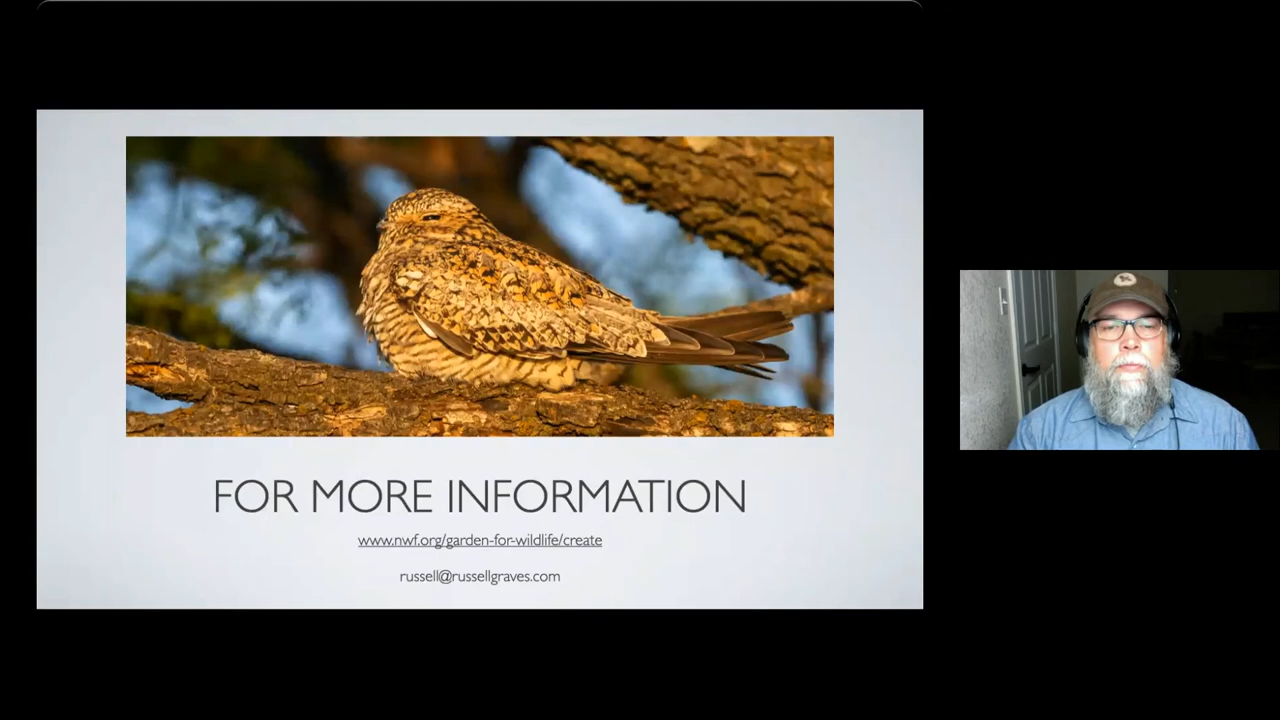 FOR MORE INFORMATION
www.nwf.org/garden-for-wildlife/create
russell@russellgraves.com